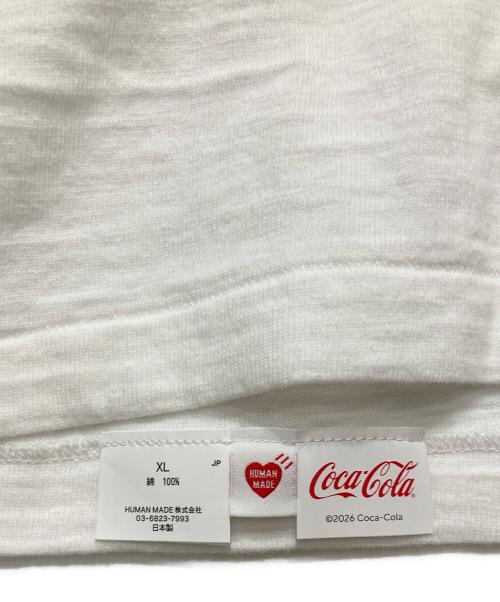 XL
JP
綿 100%
HUMAN MADE 株式会社
03-6823-7993
日本製
HUMAN
MADE
Coca-Cola
©2026 Coca-Cola